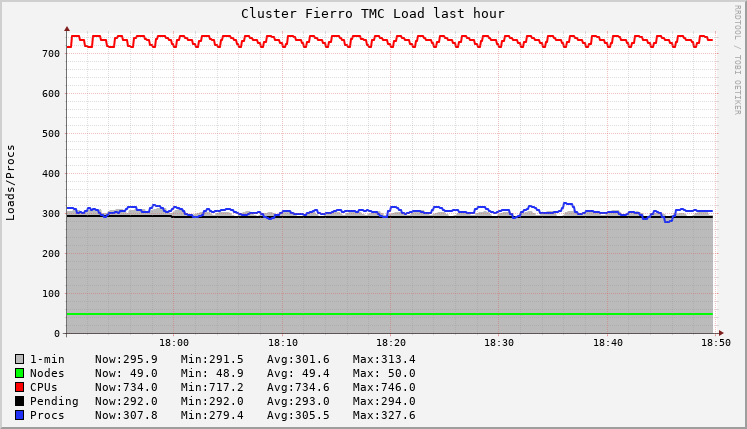 Cluster Fierro TMC Load last hour
RRDTOOL / TOBI OETIKER
Loads/Procs
700
600
500
400
300
200
100
0
18:00 18:10 18:20 18:30 18:40 18:50
1-min Now:295.9 Min:291.5 Avg:301.6 Max:313.4
Nodes Now: 49.0 Min: 48.9 Avg: 49.4 Max: 50.0
CPUs Now:734.0 Min:717.2 Avg:734.6 Max:746.0
Pending Now:292.0 Min:292.0 Avg:293.0 Max:294.0
Procs Now:307.8 Min:279.4 Avg:305.5 Max:327.6